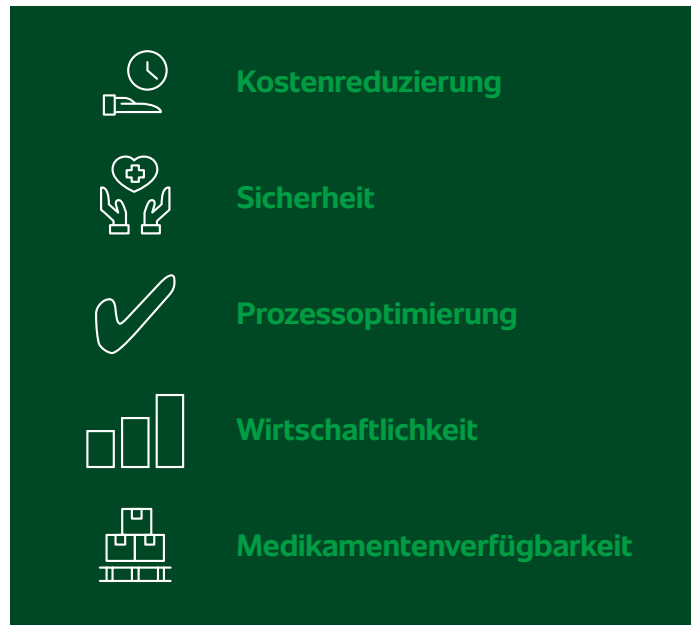 Kostenreduzierung
Sicherheit
Prozessoptimierung
Wirtschaftlichkeit
Medikamentenverfügbarkeit